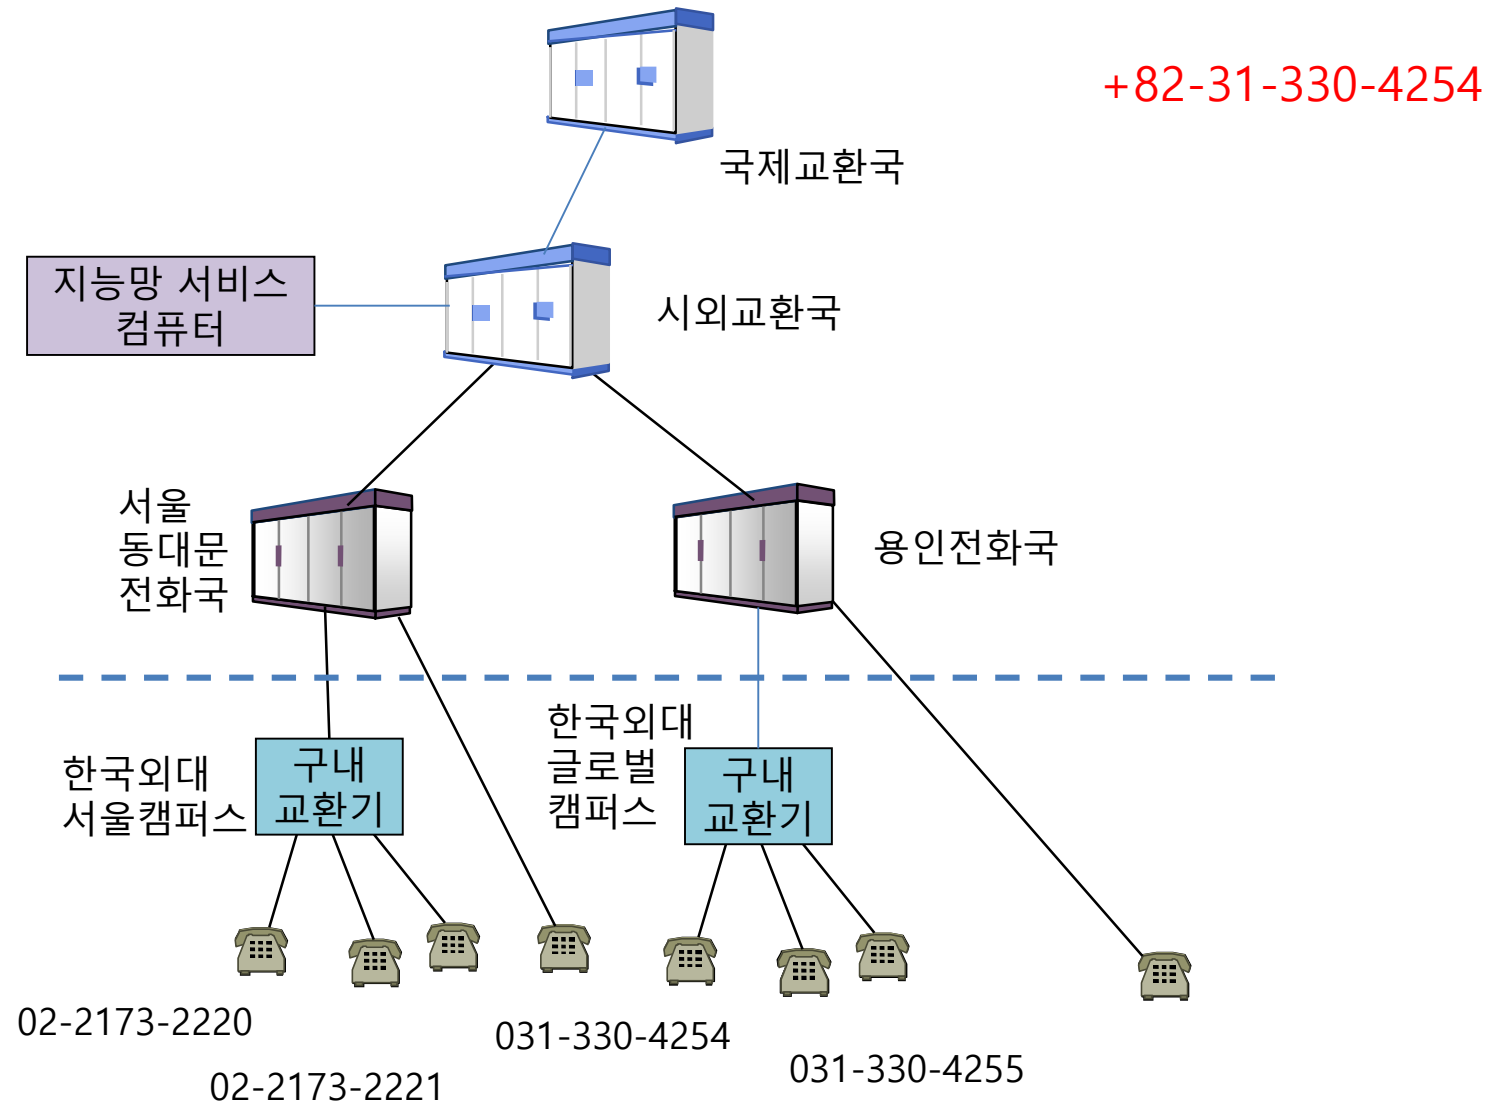 +82-31-330-4254
국제교환국
지능망 서비스
컴퓨터
시외교환국
서울
동대문
전화국
용인전화국
한국외대
서울캠퍼스
구내
교환기
한국외대
글로벌
캠퍼스
구내
교환기
02-2173-2220
02-2173-2221
031-330-4254
031-330-4255